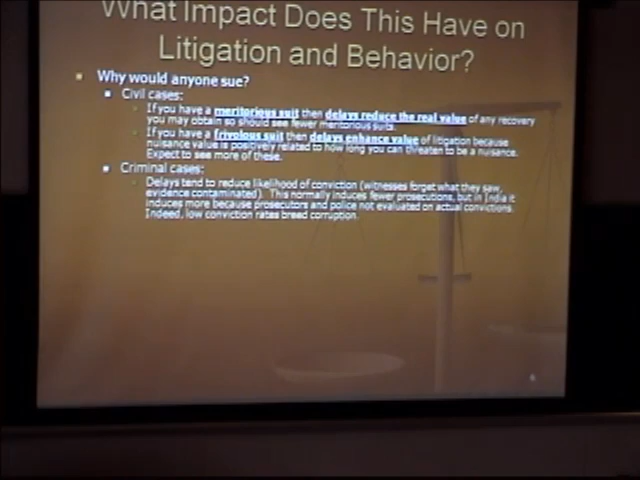 What Impact Does This Have on
Litigation and Behavior?
Why would anyone sue?
Civil cases:
If you have a meritorious suit then delays reduce the real value of any recovery
you may obtain so should see fewer meritorious suits.
If you have a frivolous suit then delays enhance value of litigation because
nuisance value is positively related to how long you can threaten to be a nuisance.
Expect to see more of these.
Criminal cases:
Delays tend to reduce likelihood of conviction (witnesses forget what they saw,
evidence contaminated). This normally induces fewer prosecutions, but in India it
induces more because prosecutors and police not evaluated on actual convictions.
Indeed, low conviction rates breed corruption.